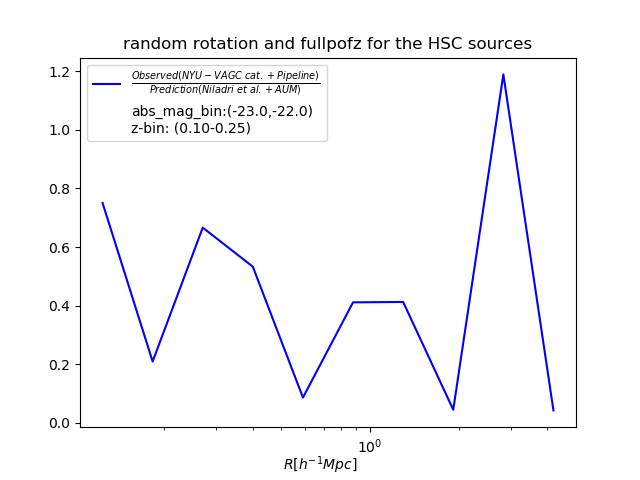 random rotation and fullpofz for the HSC sources
Observed(NYU-VAGC cat. + Pipeline)
Prediction(Niladri et al. + AUM)
abs_mag_bin:(-23.0,-22.0)
z-bin: (0.10-0.25)
1.2
1.0
0.8
0.6
0.4
0.2
0.0
10⁰
R[h⁻¹Mpc]